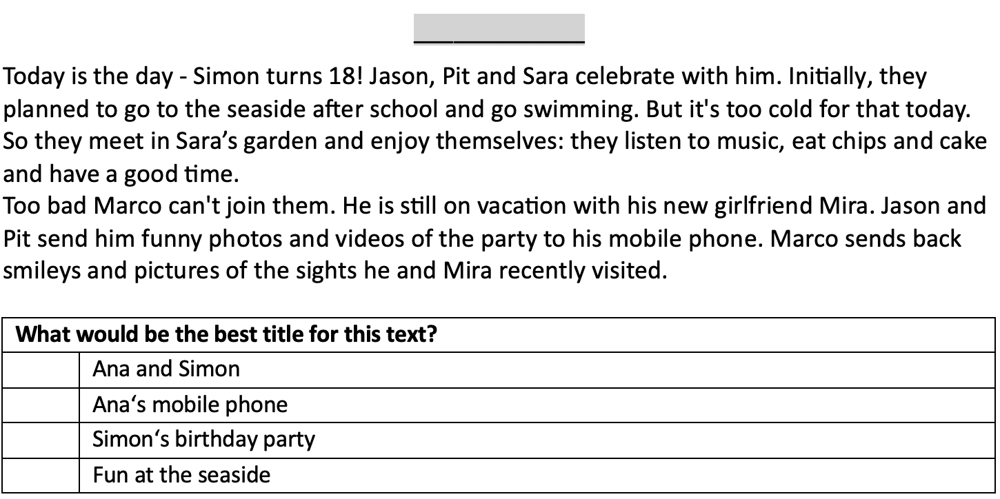 Today is the day - Simon turns 18! Jason, Pit and Sara celebrate with him. Initially, they
planned to go to the seaside after school and go swimming. But it's too cold for that today.
So they meet in Sara’s garden and enjoy themselves: they listen to music, eat chips and cake
and have a good time.
Too bad Marco can't join them. He is still on vacation with his new girlfriend Mira. Jason and
Pit send him funny photos and videos of the party to his mobile phone. Marco sends back
smileys and pictures of the sights he and Mira recently visited.
What would be the best title for this text?
Ana and Simon
Ana‘s mobile phone
Simon‘s birthday party
Fun at the seaside